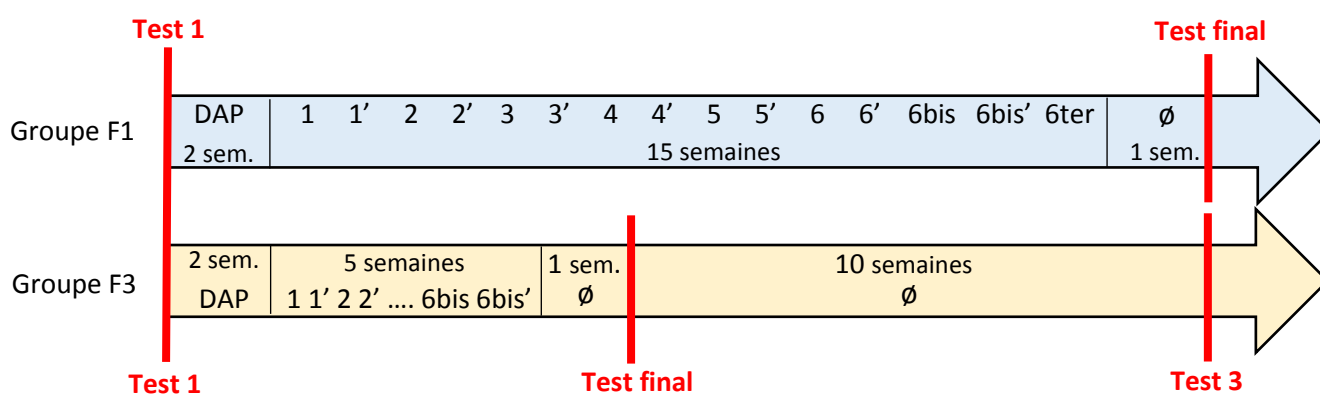 Test 1
Test final
Groupe F1
DAP 1 1’ 2 2’ 3 3’ 4 4’ 5 5’ 6 6’ 6bis 6bis’ 6ter ø
2 sem. 15 semaines 1 sem.
Groupe F3
2 sem. 5 semaines 1 sem. 10 semaines
DAP 1 1’ 2 2’ .... 6bis 6bis’ ø ø
Test 1
Test final
Test 3